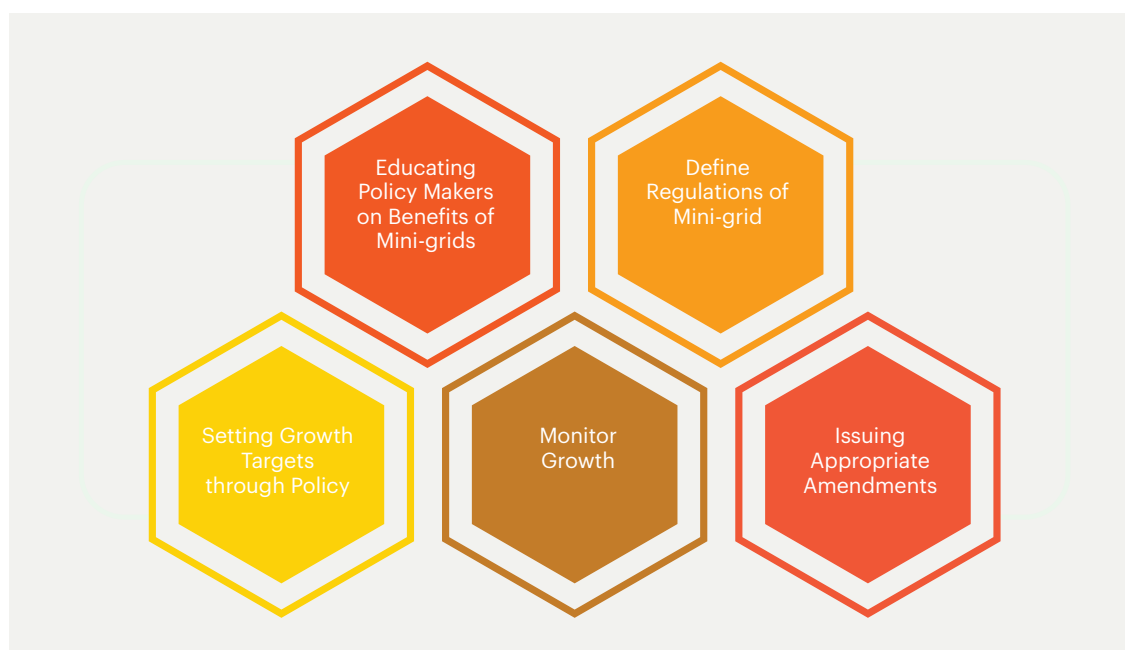 Educating
Policy Makers
on Benefits of
Mini-grids
Define
Regulations of
Mini-grid
Setting Growth
Targets
through Policy
Monitor
Growth
Issuing
Appropriate
Amendments